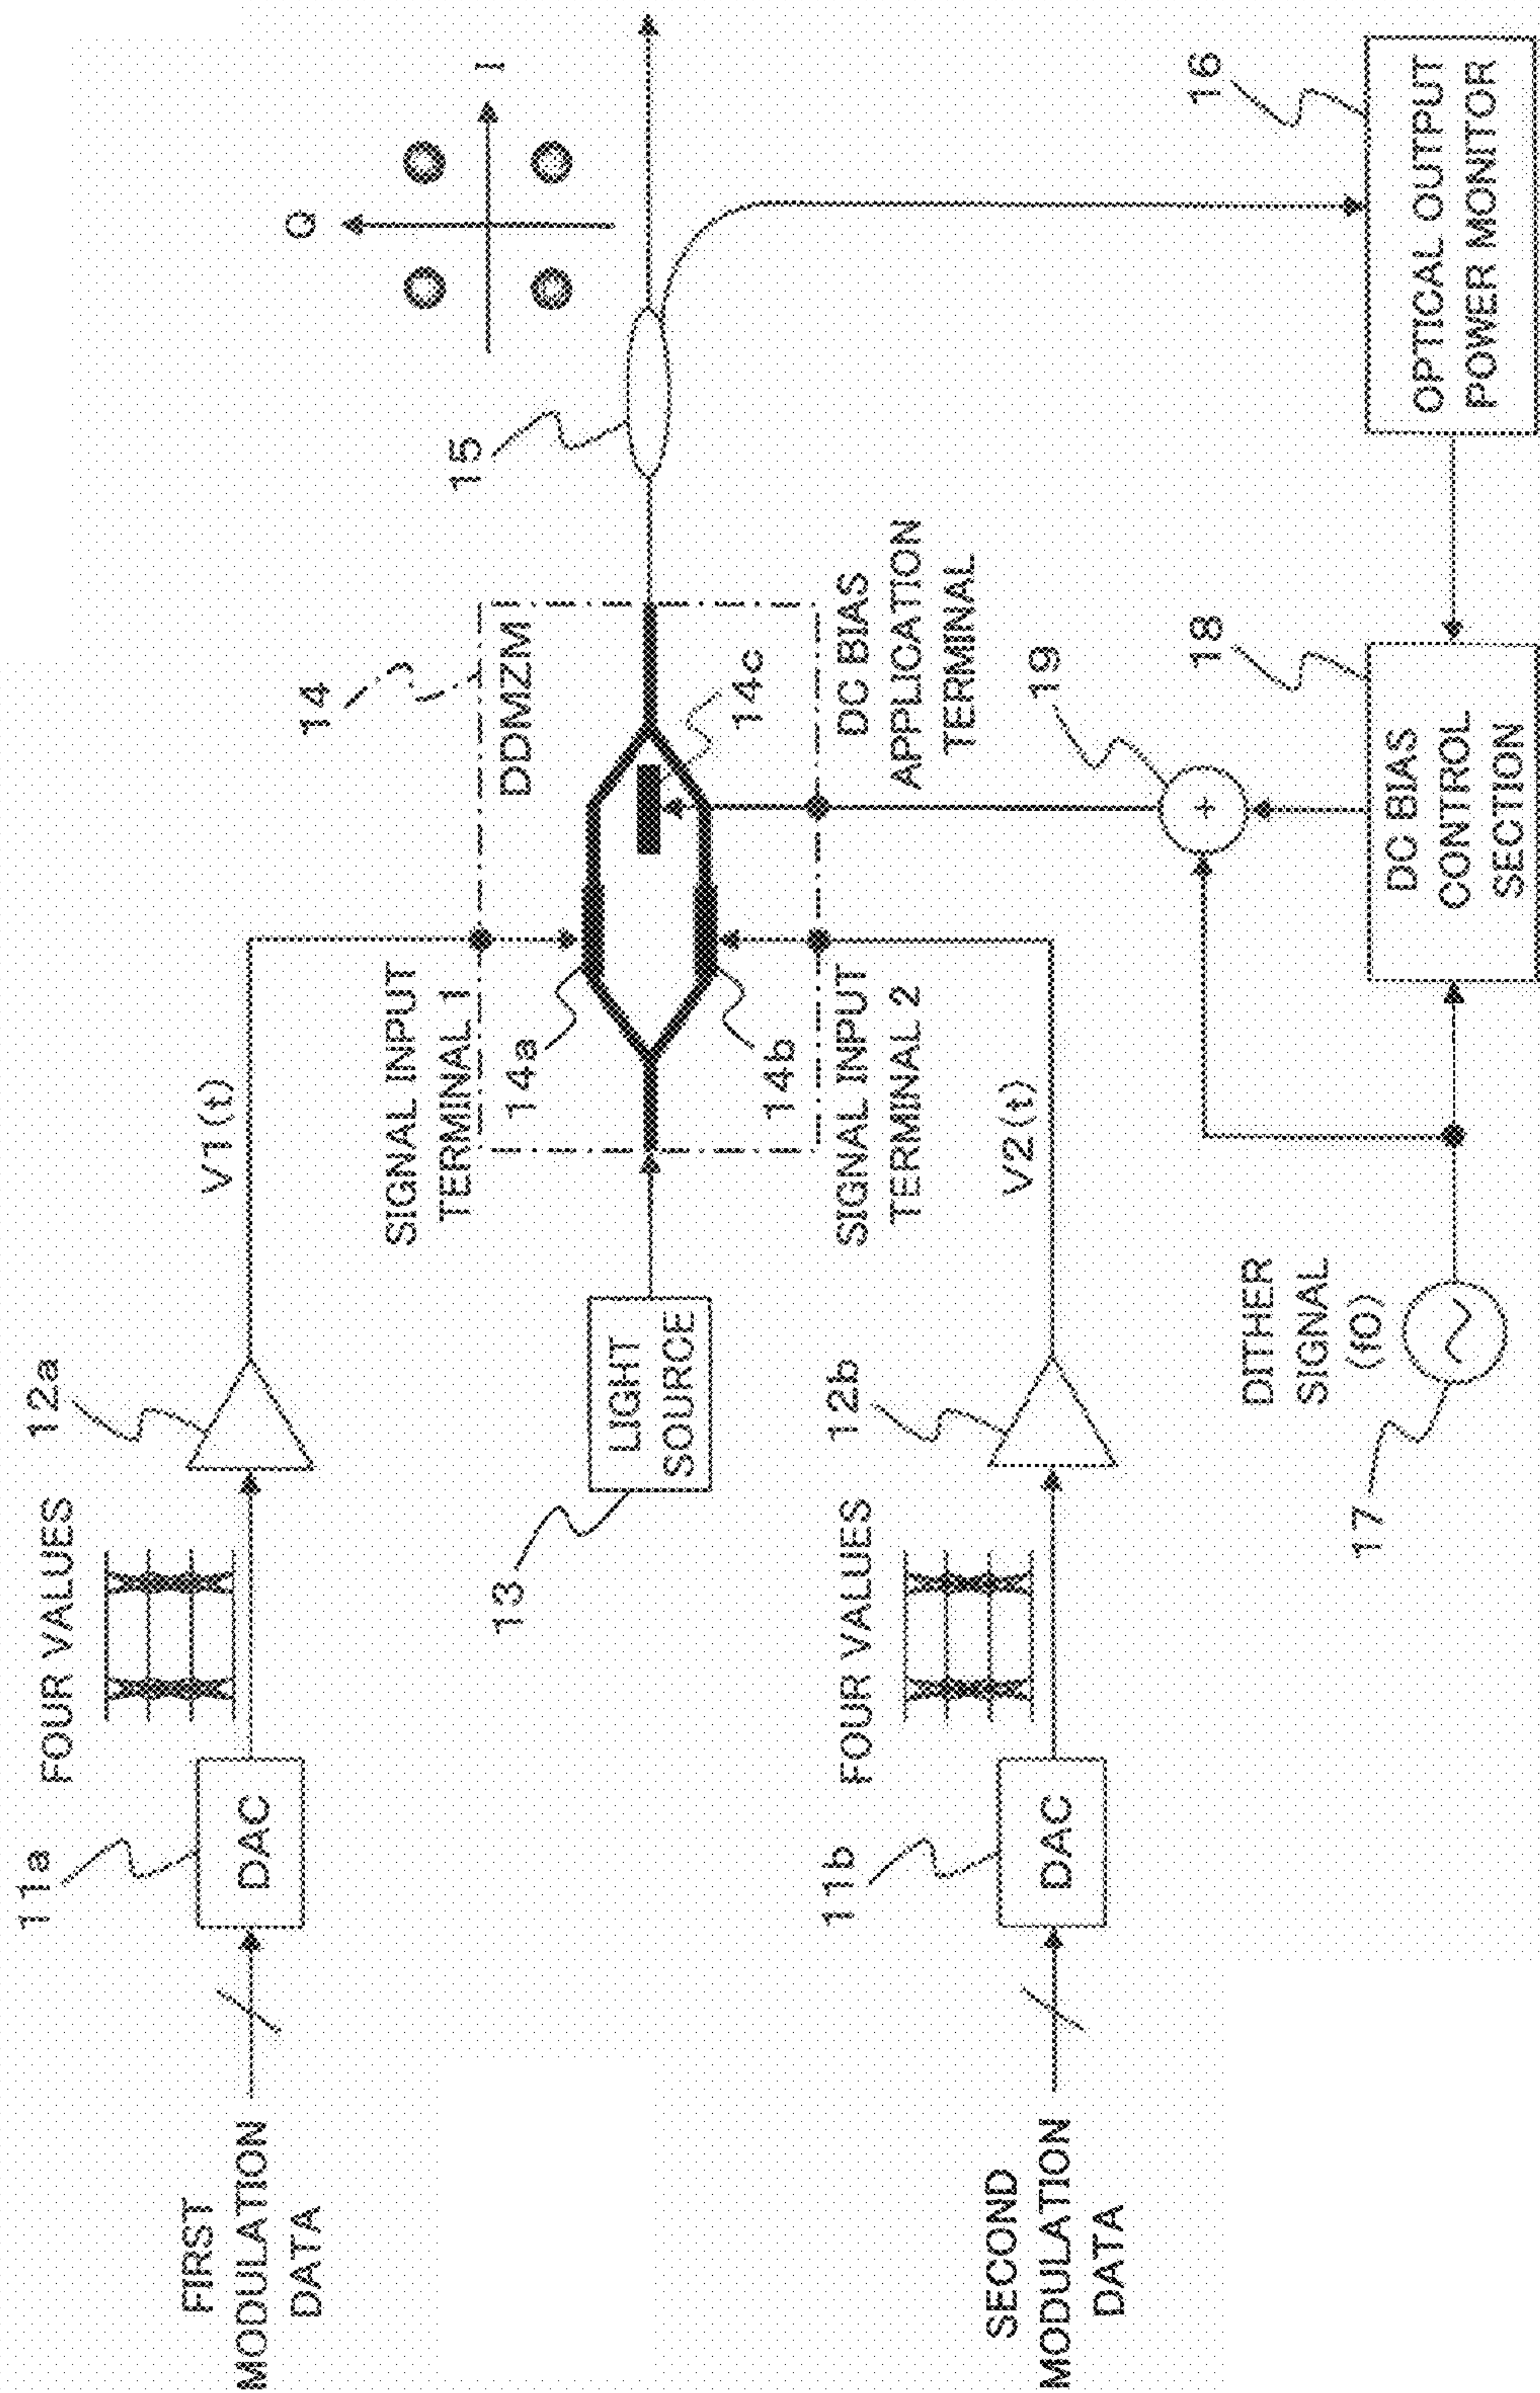 11a
12a
FOUR VALUES
FIRST
MODULATION
DATA
DAC
V1(t)
14
Q
I
SIGNAL INPUT
TERMINAL 1
15
13
LIGHT
SOURCE
DDMZM
14a
14b
14c
11b
12b
FOUR VALUES
SIGNAL INPUT
TERMINAL 2
DC BIAS
APPLICATION
TERMINAL
SECOND
MODULATION
DATA
DAC
V2(t)
19
16
18
17
DITHER
SIGNAL
(f0)
+
DC BIAS
CONTROL
SECTION
OPTICAL OUTPUT
POWER MONITOR